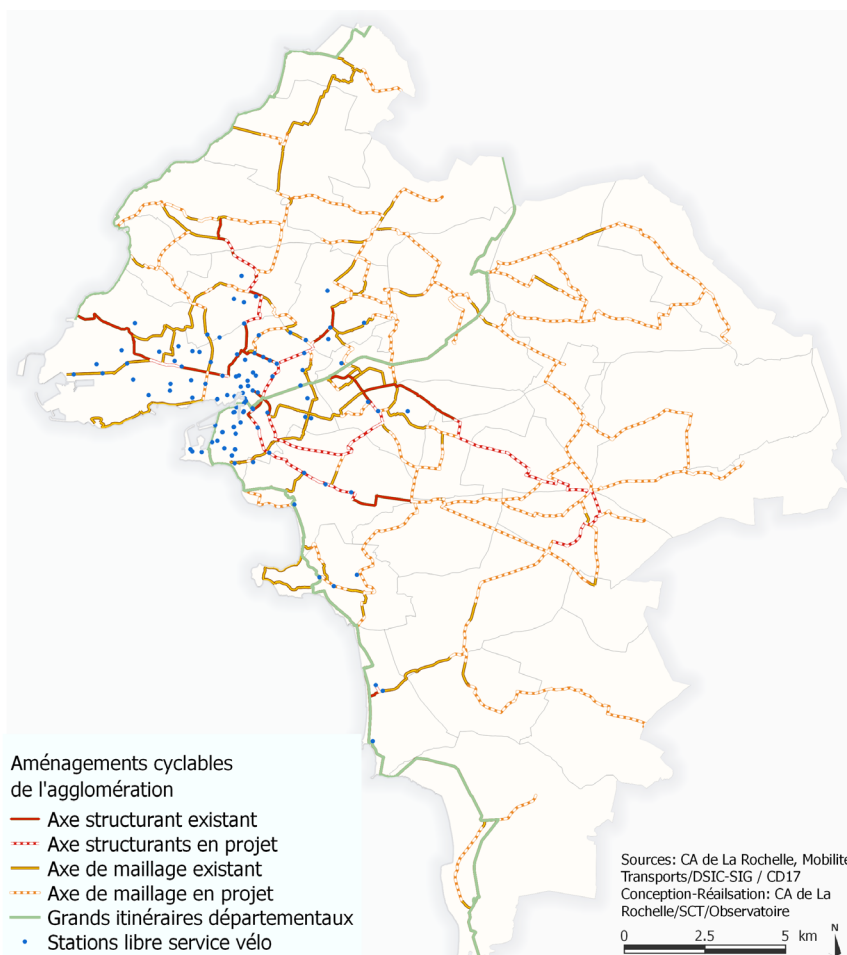 Aménagements cyclables
de l'agglomération
Axe structurant existant
Axe structurants en projet
Axe de maillage existant
Axe de maillage en projet
Grands itinéraires départementaux
Stations libre service vélo
Sources: CA de La Rochelle, Mobilité
Transports/DSIC-SIG / CD17
Conception-Réailsation: CA de La
Rochelle/SCT/Observatoire
0 2.5 5 km
N